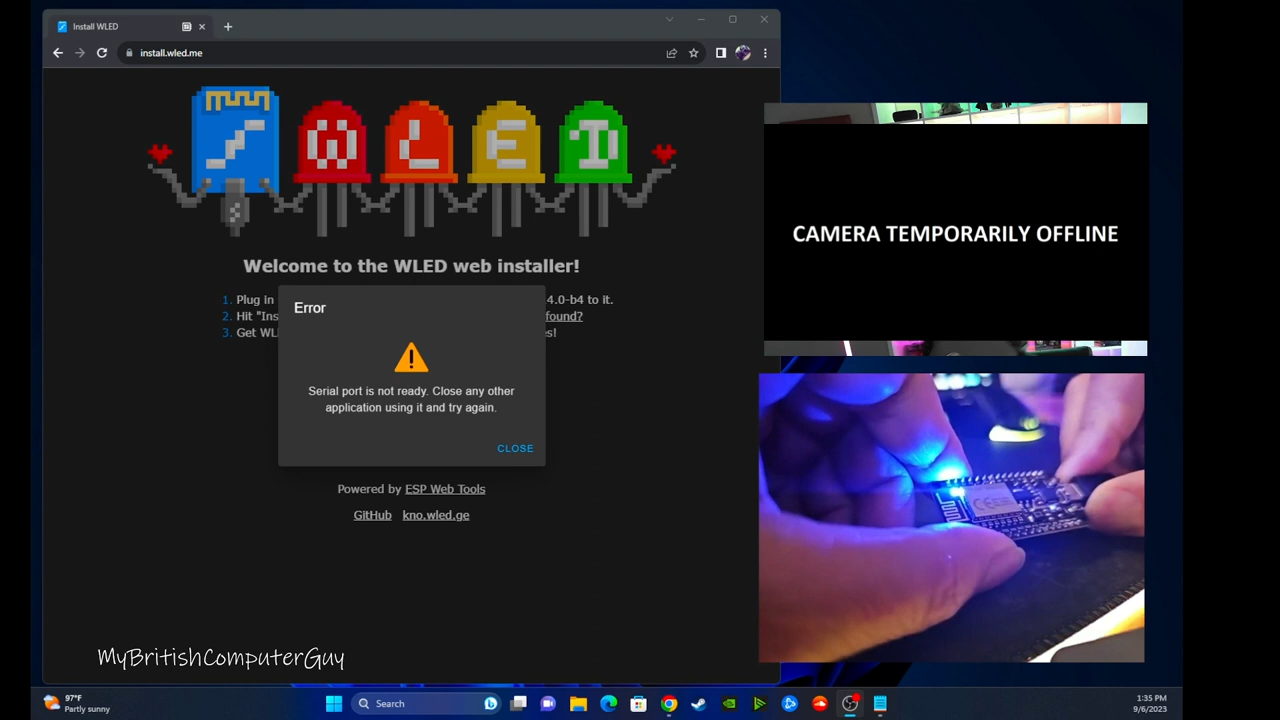 Install WLED
install.wled.me
WLED
Welcome to the WLED web installer!
1. Plug in
4.0-b4 to it.
2. Hit "Ins
found?
3. Get WL
s!
Error
Serial port is not ready. Close any other
application using it and try again.
CLOSE
Powered by ESP Web Tools
GitHub kno.wled.ge
CAMERA TEMPORARILY OFFLINE
MyBritishComputerGuy
97°F
Partly sunny
Search
1:35 PM
9/6/2023